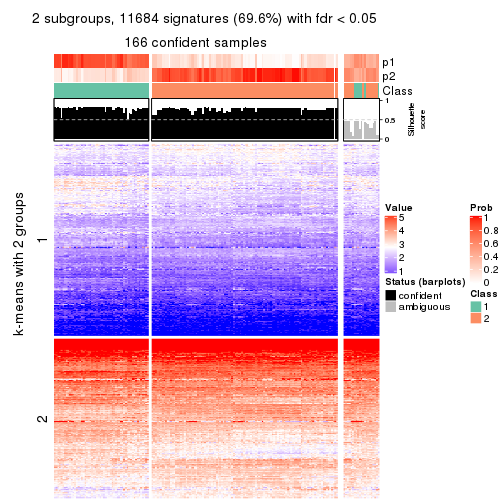 2 subgroups, 11684 signatures (69.6%) with fdr < 0.05
166 confident samples
p1
p2
Class
1
0.5
0
Silhouette
score
k-means with 2 groups
1
2
Value
5
4
3
2
1
Prob
1
0.8
0.6
0.4
0.2
0
Status (barplots)
confident
ambiguous
Class
1
2